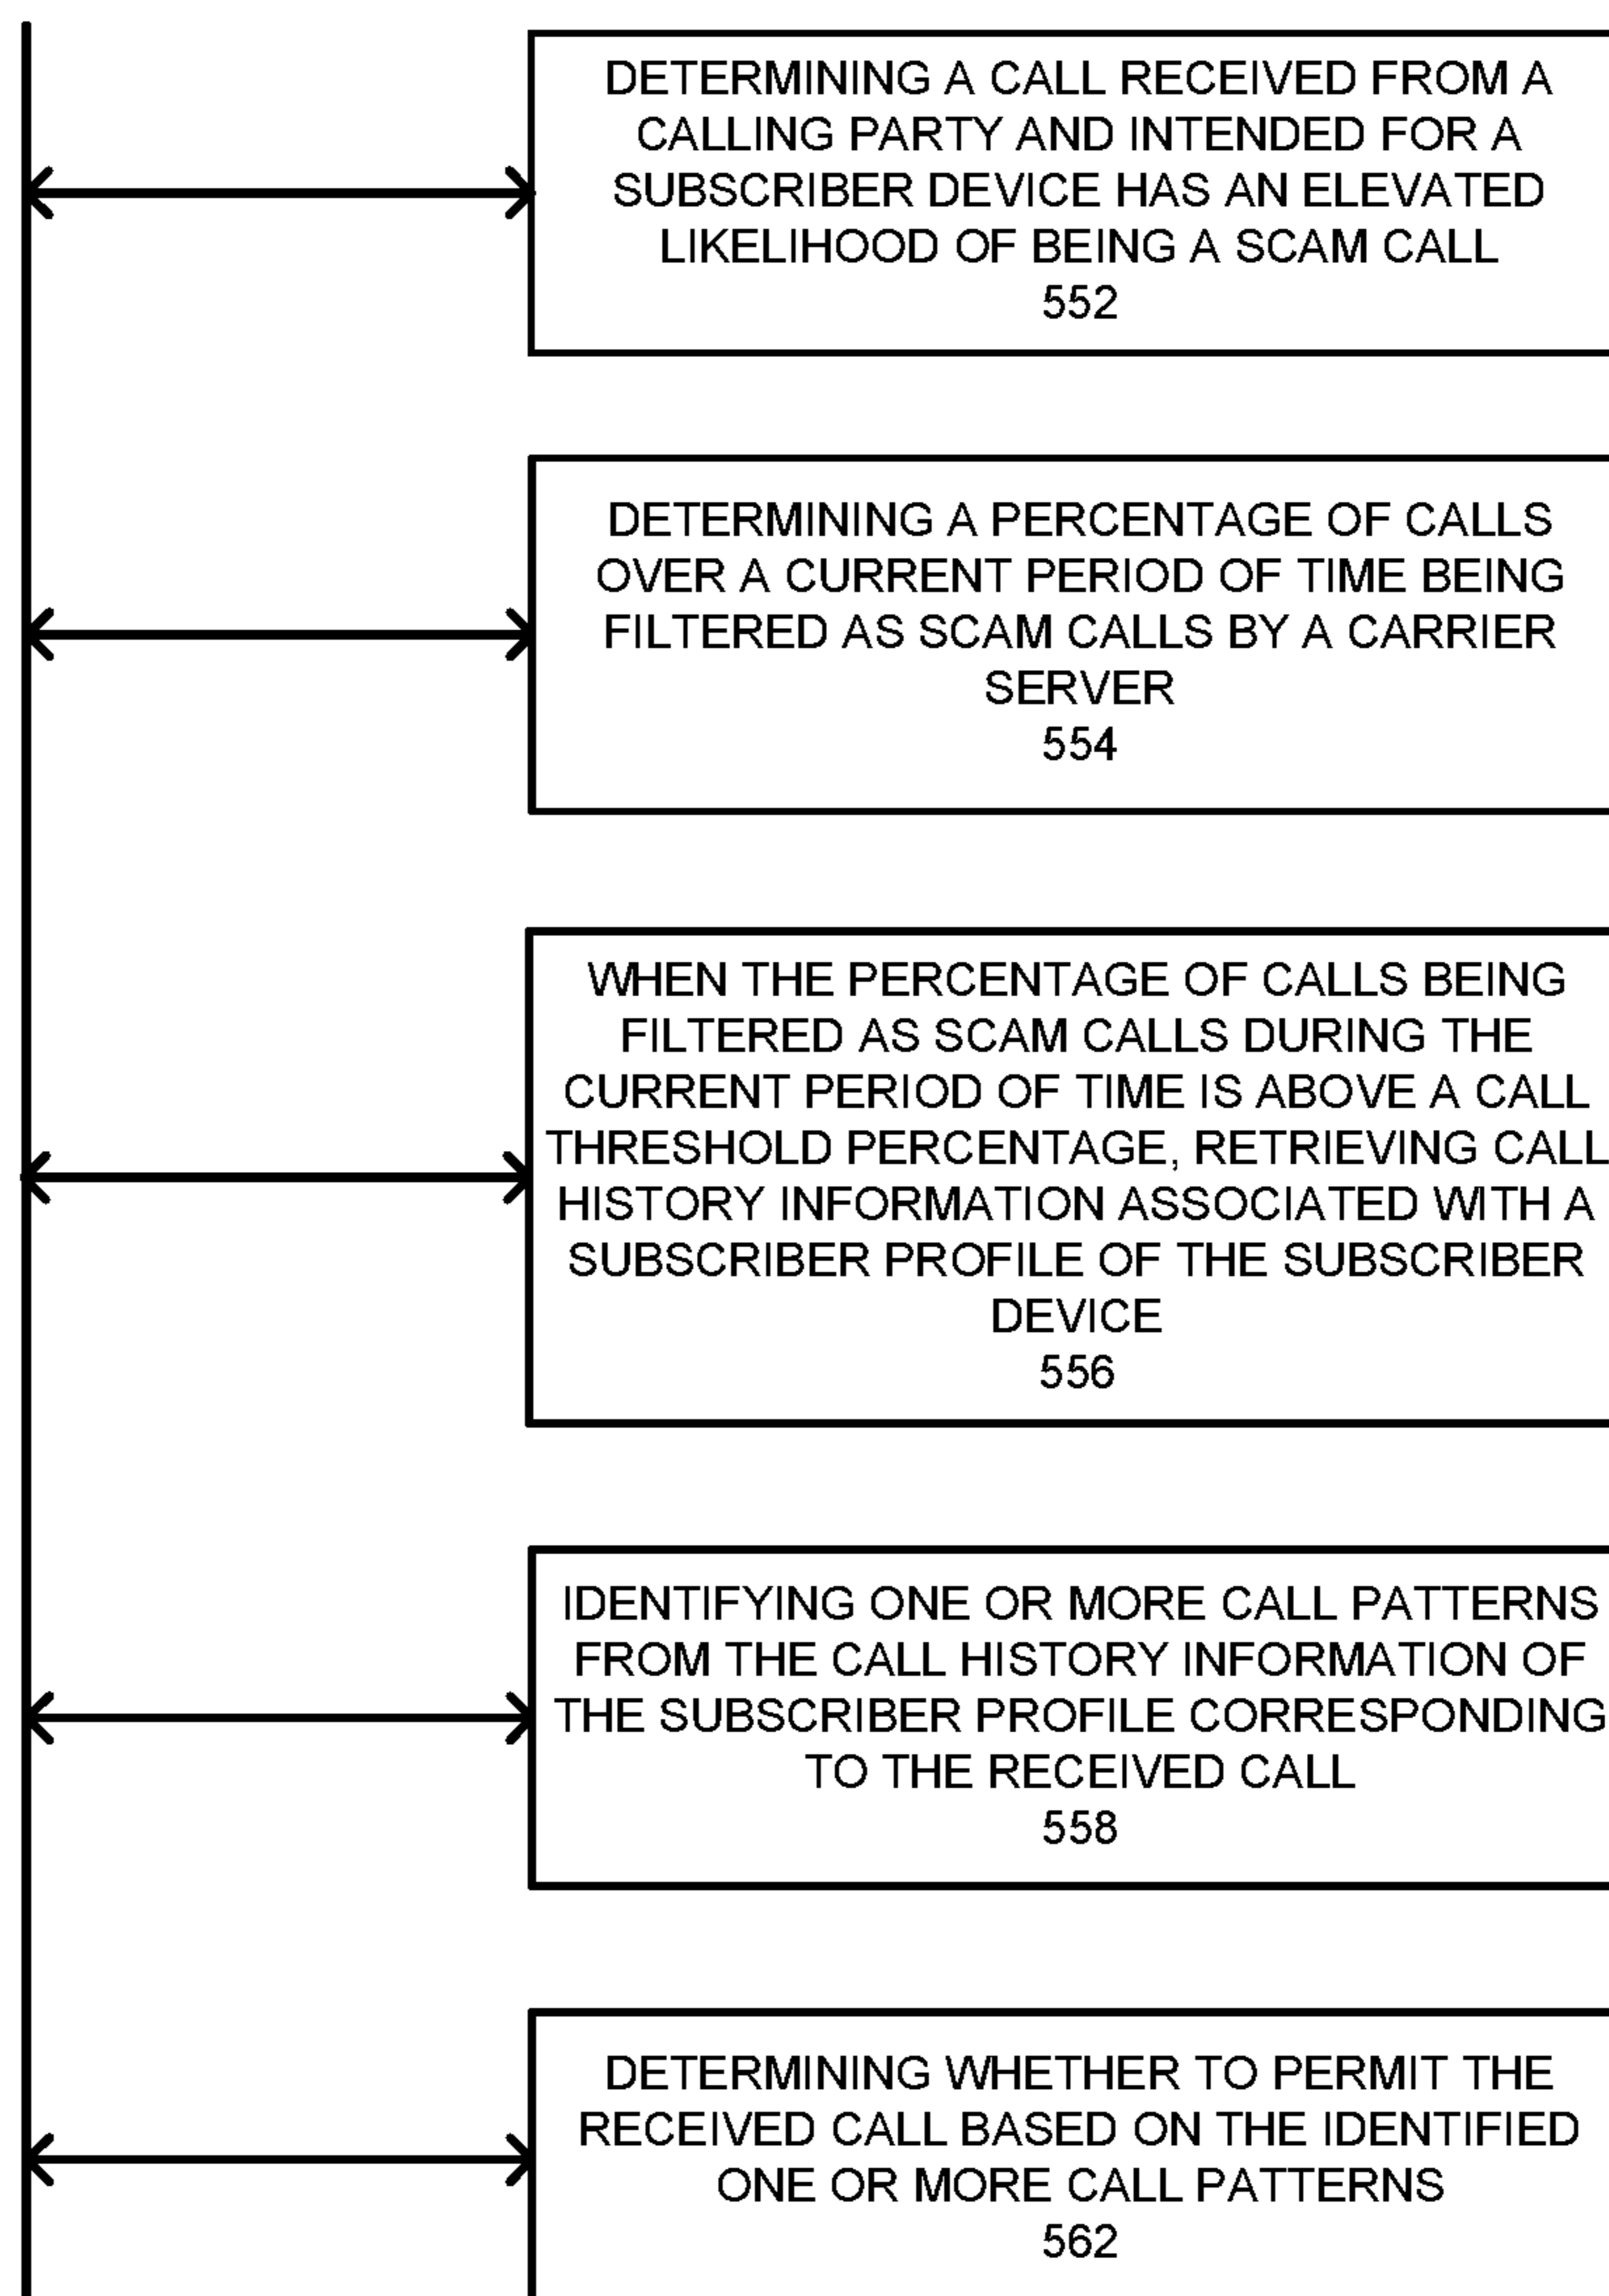 DETERMINING A CALL RECEIVED FROM A
CALLING PARTY AND INTENDED FOR A
SUBSCRIBER DEVICE HAS AN ELEVATED
LIKELIHOOD OF BEING A SCAM CALL
552
DETERMINING A PERCENTAGE OF CALLS
OVER A CURRENT PERIOD OF TIME BEING
FILTERED AS SCAM CALLS BY A CARRIER
SERVER
554
WHEN THE PERCENTAGE OF CALLS BEING
FILTERED AS SCAM CALLS DURING THE
CURRENT PERIOD OF TIME IS ABOVE A CALL
THRESHOLD PERCENTAGE, RETRIEVING CALL
HISTORY INFORMATION ASSOCIATED WITH A
SUBSCRIBER PROFILE OF THE SUBSCRIBER
DEVICE
556
IDENTIFYING ONE OR MORE CALL PATTERNS
FROM THE CALL HISTORY INFORMATION OF
THE SUBSCRIBER PROFILE CORRESPONDING
TO THE RECEIVED CALL
558
DETERMINING WHETHER TO PERMIT THE
RECEIVED CALL BASED ON THE IDENTIFIED
ONE OR MORE CALL PATTERNS
562